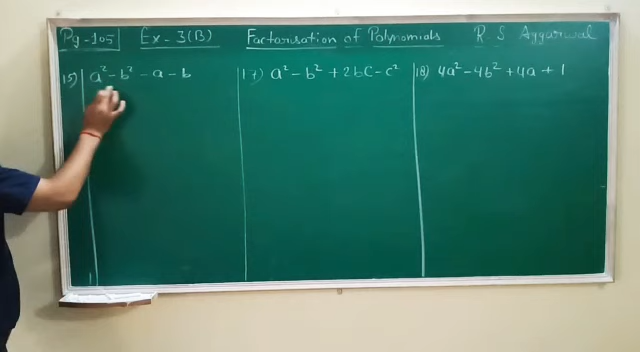 Pg-105 Ex-3(B) Factorisation of Polynomials R S Aggarwal
15) a² - b² - a - b
17) a² - b² + 2bc - c²
18) 4a² - 4b² + 4a + 1